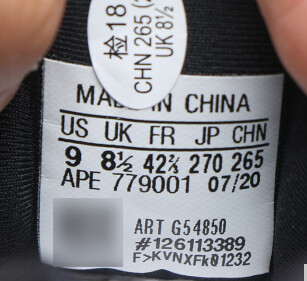 检18
CHN 265 (2
UK 8½
MADE IN CHINA
US UK FR JP CHN
9 8½ 42⅔ 270 265
APE 779001 07/20
ART G54850
#126113389
F>KVNXFk01232